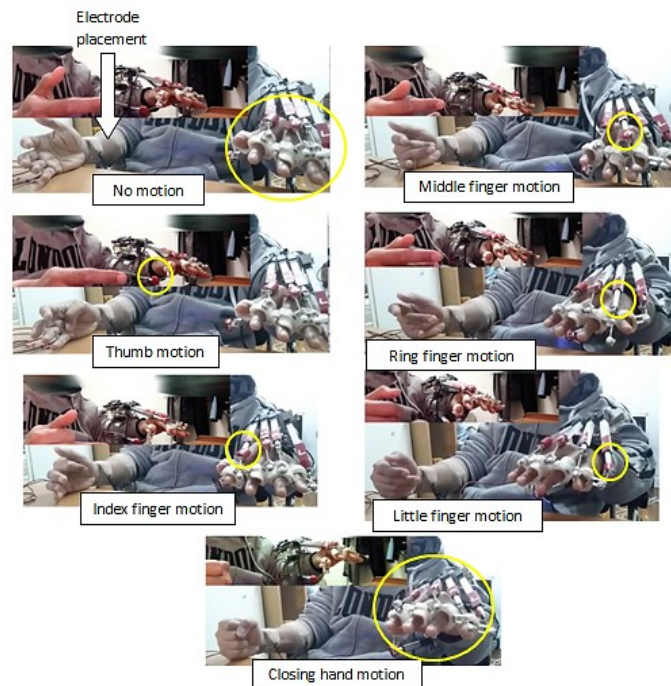 Electrode
placement
No motion
Middle finger motion
Thumb motion
Ring finger motion
Index finger motion
Little finger motion
Closing hand motion